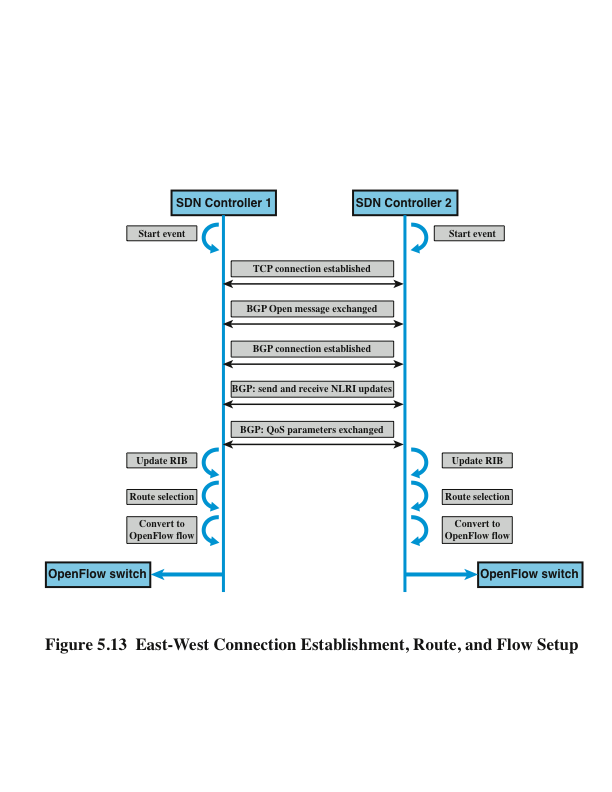 SDN Controller 1
SDN Controller 2
Start event
Start event
TCP connection established
BGP Open message exchanged
BGP connection established
BGP: send and receive NLRI updates
BGP: QoS parameters exchanged
Update RIB
Update RIB
Route selection
Route selection
Convert to
OpenFlow flow
Convert to
OpenFlow flow
OpenFlow switch
OpenFlow switch
Figure 5.13 East-West Connection Establishment, Route, and Flow Setup